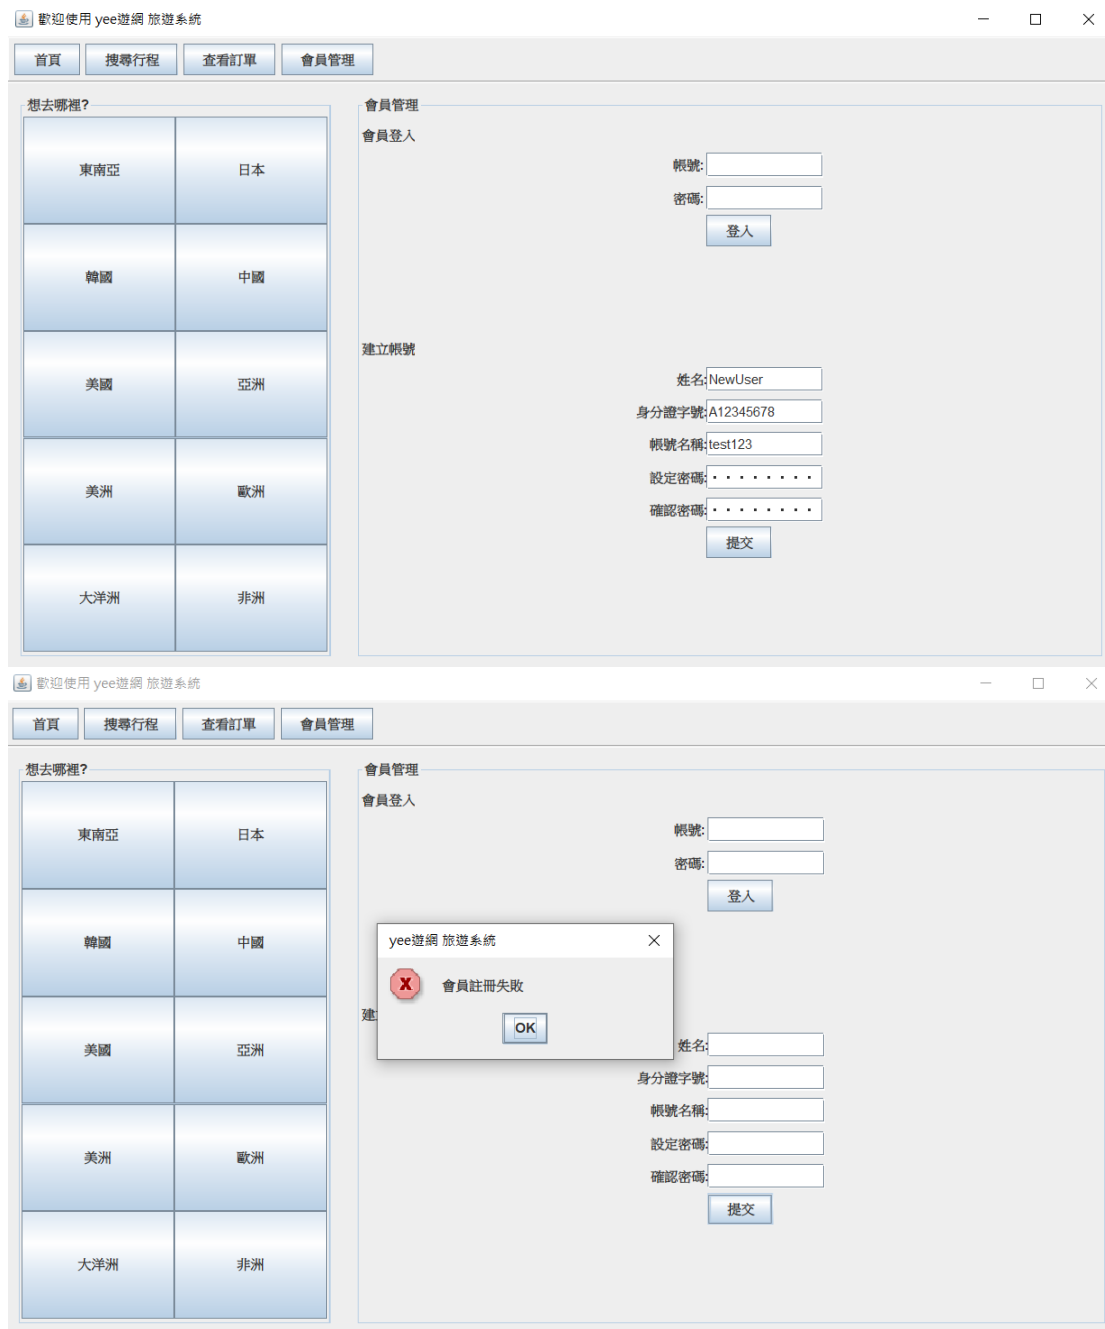 歡迎使用 yee遊網 旅遊系統
首頁 搜尋行程 查看訂單 會員管理
想去哪裡?
東南亞 日本
韓國 中國
美國 亞洲
美洲 歐洲
大洋洲 非洲
會員管理
會員登入
帳號:
密碼:
登入
建立帳號
姓名:NewUser
身分證字號:A12345678
帳號名稱:test123
設定密碼:········
確認密碼:········
提交
歡迎使用 yee遊網 旅遊系統
首頁 搜尋行程 查看訂單 會員管理
想去哪裡?
東南亞 日本
韓國 中國
美國 亞洲
美洲 歐洲
大洋洲 非洲
會員管理
會員登入
帳號:
密碼:
登入
yee遊網 旅遊系統
會員註冊失敗
OK
建
姓名:
身分證字號:
帳號名稱:
設定密碼:
確認密碼:
提交